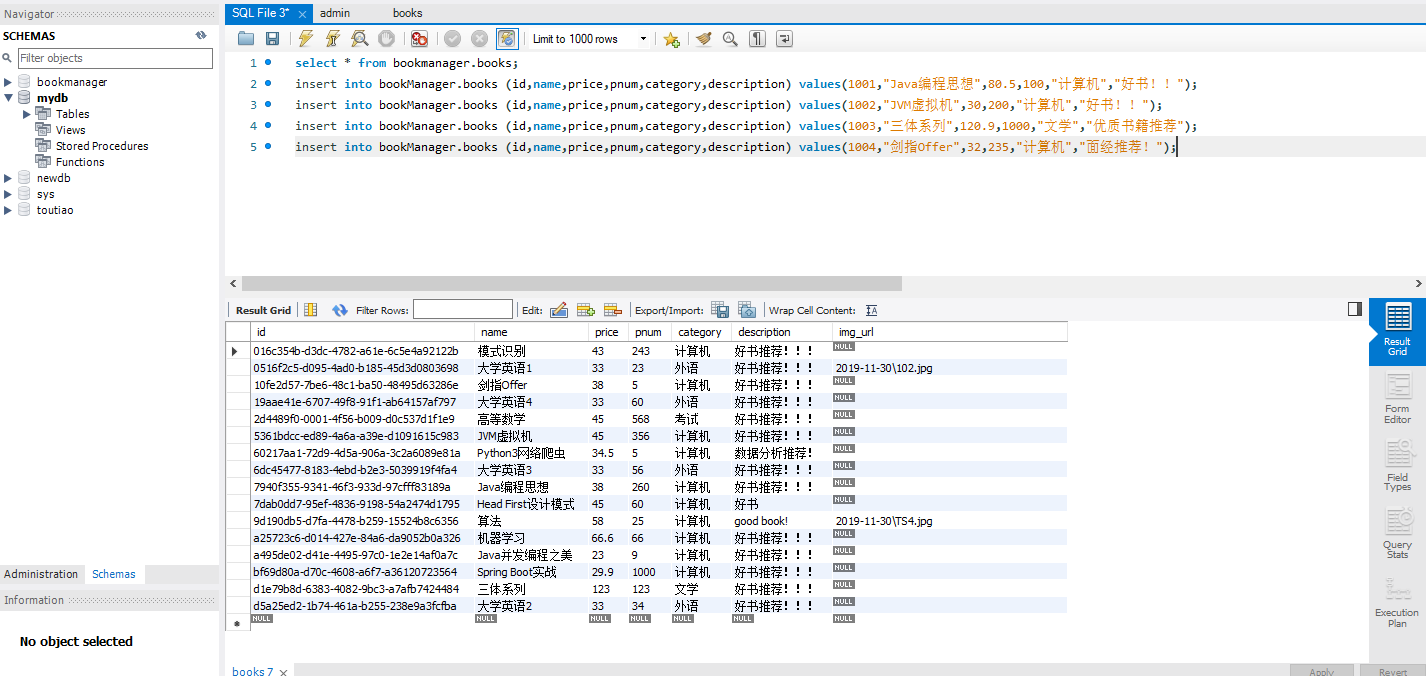 Navigator
SCHEMAS
Filter objects
bookmanager
mydb
Tables
Views
Stored Procedures
Functions
newdb
sys
toutiao
Administration Schemas
Information
No object selected
SQL File 3* admin books
Limit to 1000 rows
1 select * from bookmanager.books;
2 insert into bookManager.books (id,name,price,pnum,category,description) values(1001,"Java编程思想",80.5,100,"计算机","好书！！");
3 insert into bookManager.books (id,name,price,pnum,category,description) values(1002,"JVM虚拟机",30,200,"计算机","好书！！");
4 insert into bookManager.books (id,name,price,pnum,category,description) values(1003,"三体系列",120.9,1000,"文学","优质书籍推荐");
5 insert into bookManager.books (id,name,price,pnum,category,description) values(1004,"剑指Offer",32,235,"计算机","面经推荐！");
Result Grid Filter Rows: Edit: Export/Import: Wrap Cell Content:
id name price pnum category description img_url
016c354b-d3dc-4782-a61e-6c5e4a92122b 模式识别 43 243 计算机 好书推荐！！！ NULL
0516f2c5-d095-4ad0-b185-45d3d0803698 大学英语1 33 23 外语 好书推荐！！！ 2019-11-30\102.jpg
10fe2d57-7be6-48c1-ba50-48495d63286e 剑指Offer 38 5 计算机 好书推荐！！！ NULL
19aae41e-6707-49f8-91f1-ab64157af797 大学英语4 33 60 外语 好书推荐！！！ NULL
2d4489f0-0001-4f56-b009-d0c537d1f1e9 高等数学 45 568 考试 好书推荐！！！ NULL
5361bdcc-ed89-4a6a-a39e-d1091615c983 JVM虚拟机 45 356 计算机 好书推荐！！！ NULL
60217aa1-72d9-4d5a-906a-3c2a6089e81a Python3网络爬虫 34.5 5 计算机 数据分析推荐！ NULL
6dc45477-8183-4ebd-b2e3-5039919f4fa4 大学英语3 33 56 外语 好书推荐！！！ NULL
7940f355-9341-46f3-933d-97cfff83189a Java编程思想 38 260 计算机 好书推荐！！！ NULL
7dab0dd7-95ef-4836-9198-54a2474d1795 Head First设计模式 45 60 计算机 好书 NULL
9d190db5-d7fa-4478-b259-15524b8c6356 算法 58 25 计算机 good book! 2019-11-30\TS4.jpg
a25723c6-d014-427e-84a6-da9052b0a326 机器学习 66.6 66 计算机 好书推荐！！！ NULL
a495de02-d41e-4495-97c0-1e2e14af0a7c Java并发编程之美 23 9 计算机 好书推荐！！！ NULL
bf69d80a-d70c-4608-a6f7-a36120723564 Spring Boot实战 29.9 1000 计算机 好书推荐！！！ NULL
d1e79b8d-6383-4082-9bc3-a7afb7424484 三体系列 123 123 文学 好书推荐！！！ NULL
d5a25ed2-1b74-461a-b255-238e9a3fcfba 大学英语2 33 34 外语 好书推荐！！！ NULL
NULL NULL NULL NULL NULL NULL NULL
books 7
Apply Revert
Result
Grid
Form
Editor
Field
Types
Query
Stats
Execution
Plan